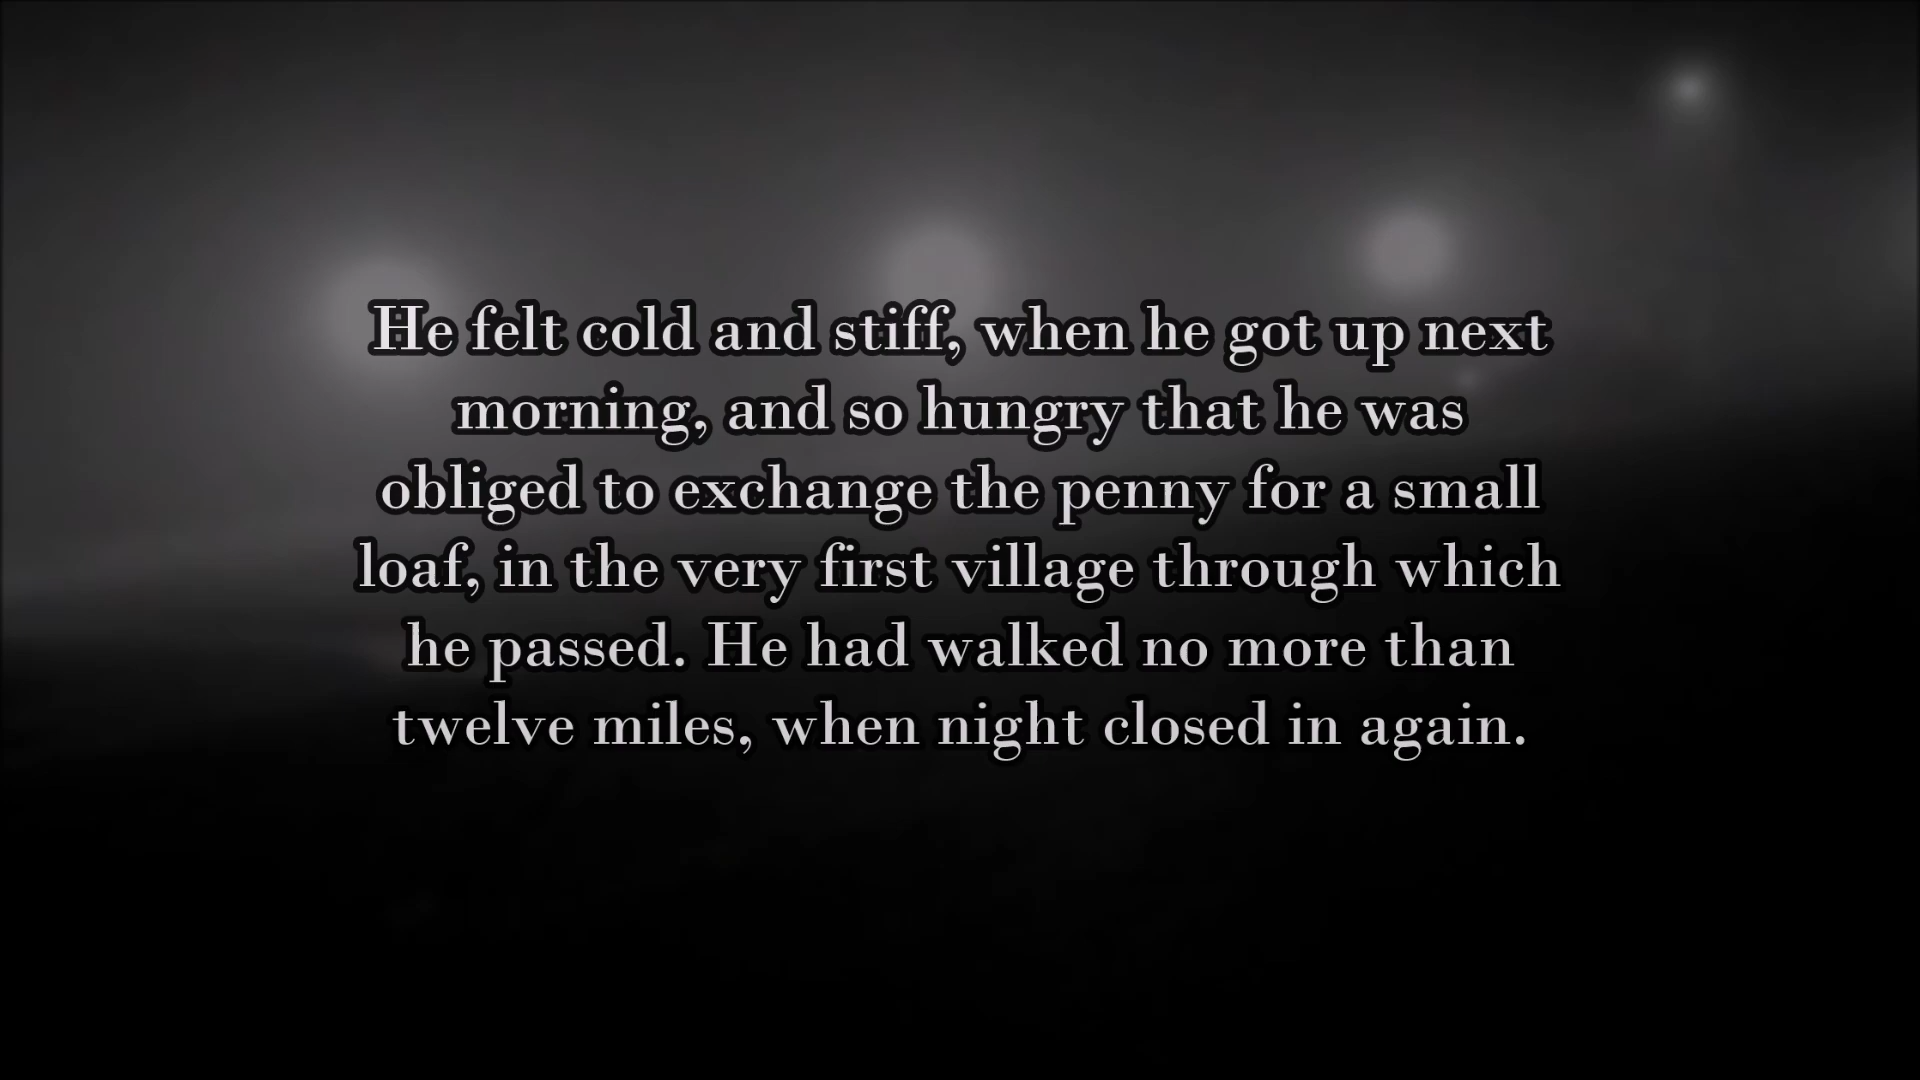 He felt cold and stiff, when he got up next
morning, and so hungry that he was
obliged to exchange the penny for a small
loaf, in the very first village through which
he passed. He had walked no more than
twelve miles, when night closed in again.